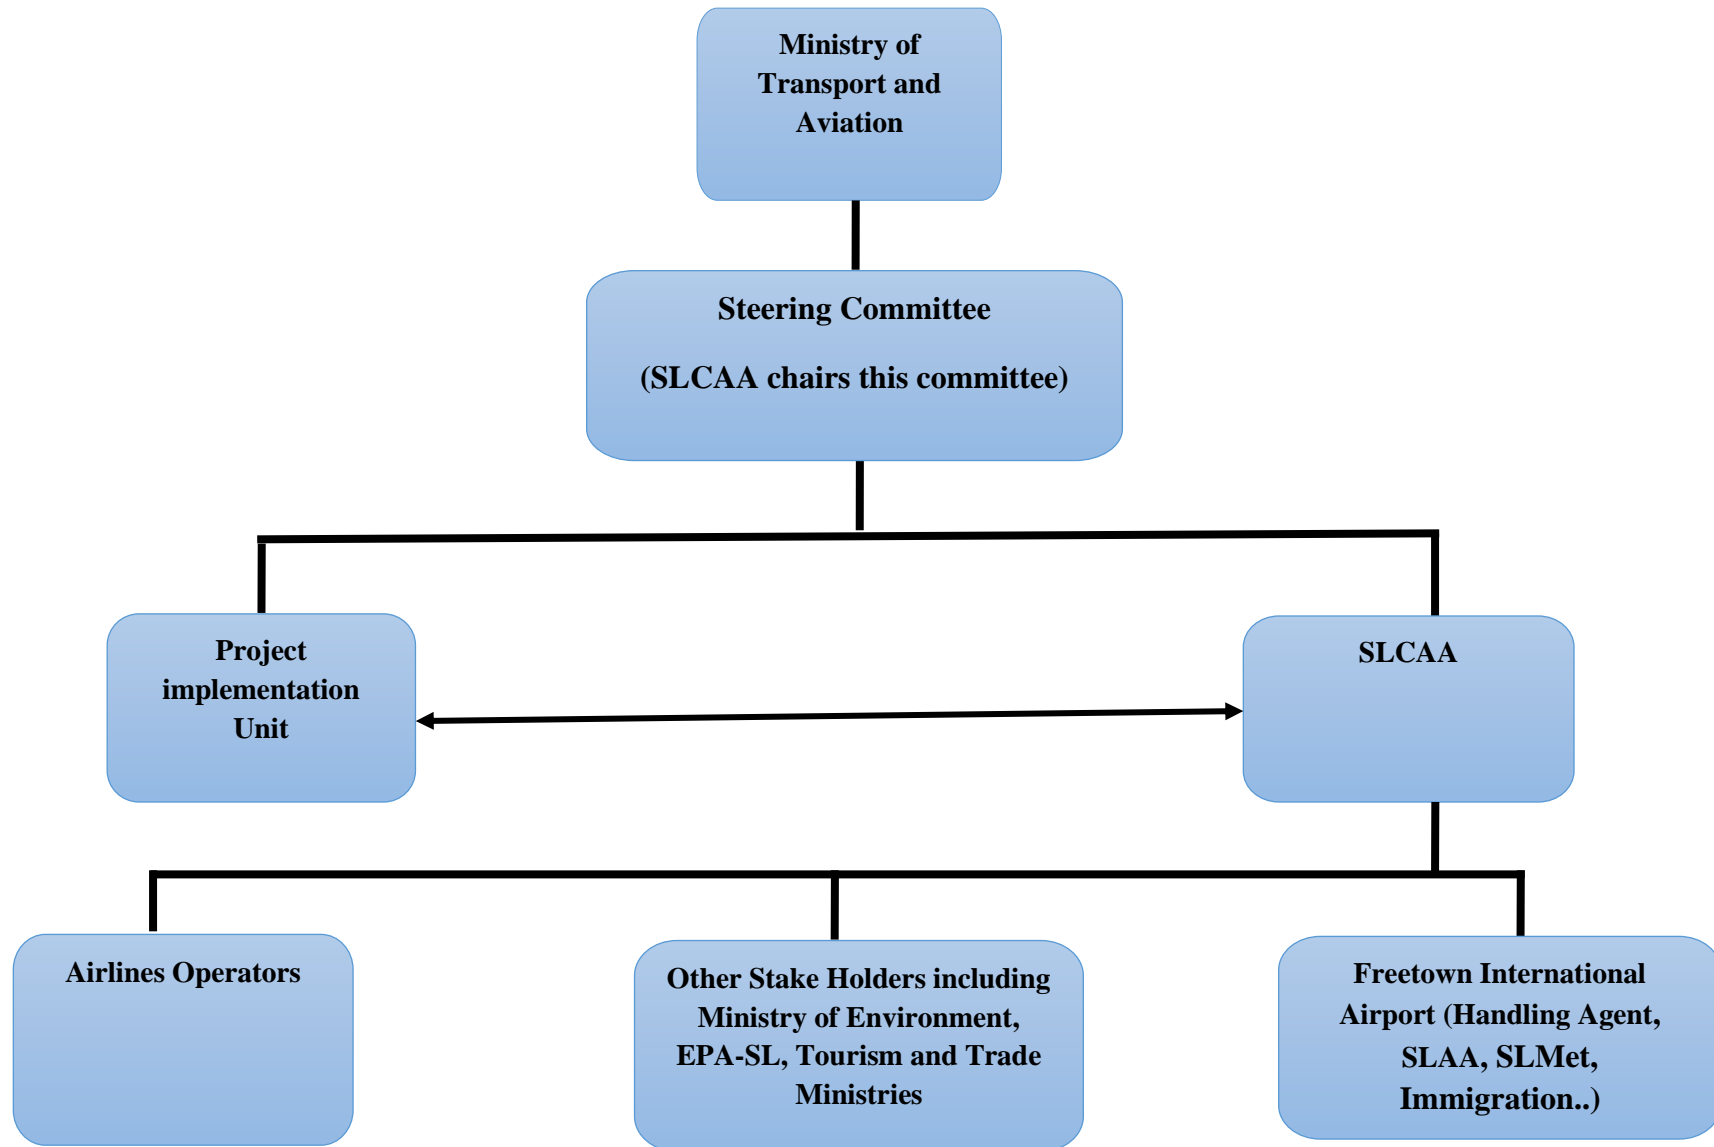 Ministry of
Transport and
Aviation
Steering Committee
(SLCAA chairs this committee)
Project
implementation
Unit
SLCAA
Airlines Operators
Other Stake Holders including
Ministry of Environment,
EPA-SL, Tourism and Trade
Ministries
Freetown International
Airport (Handling Agent,
SLAA, SLMet,
Immigration..)